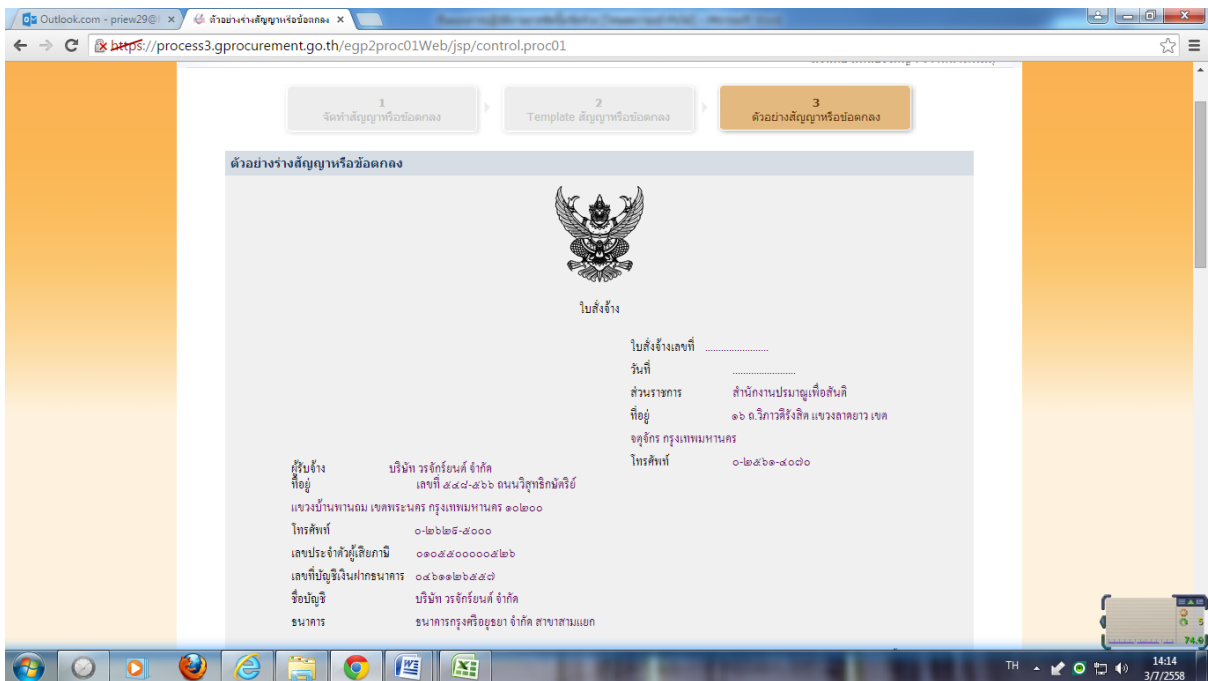 Outlook.com - priew29@
ตัวอย่างร่างสัญญาหรือข้อตกลง
https://process3.gprocurement.go.th/egp2proc01Web/jsp/control.proc01
1
จัดทำสัญญาหรือข้อตกลง
2
Template สัญญาหรือข้อตกลง
3
ตัวอย่างสัญญาหรือข้อตกลง
ตัวอย่างร่างสัญญาหรือข้อตกลง
ใบสั่งจ้าง
ใบสั่งจ้างเลขที่ ........................
วันที่ ........................
ส่วนราชการ สำนักงานปรมาณูเพื่อสันติ
ที่อยู่ ๑๖ ถ.วิภาวดีรังสิต แขวงลาดยาว เขต
จตุจักร กรุงเทพมหานคร
โทรศัพท์ ๐-๒๕๖๑-๔๐๗๐
ผู้รับจ้าง บริษัท วรจักร์ยนต์ จำกัด
ที่อยู่ เลขที่ ๕๔๘-๕๖๖ ถนนวิสุทธิกษัตริย์
แขวงบ้านพานถม เขตพระนคร กรุงเทพมหานคร ๑๐๒๐๐
โทรศัพท์ ๐-๒๖๒๙-๕๐๐๐
เลขประจำตัวผู้เสียภาษี ๐๑๐๕๕๐๐๐๐๐๕๒๖
เลขที่บัญชีเงินฝากธนาคาร ๐๔๖๑๑๒๖๕๕๗
ชื่อบัญชี บริษัท วรจักร์ยนต์ จำกัด
ธนาคาร ธนาคารกรุงศรีอยุธยา จำกัด สาขาสามแยก
5
74.0
TH
14:14
3/7/2558